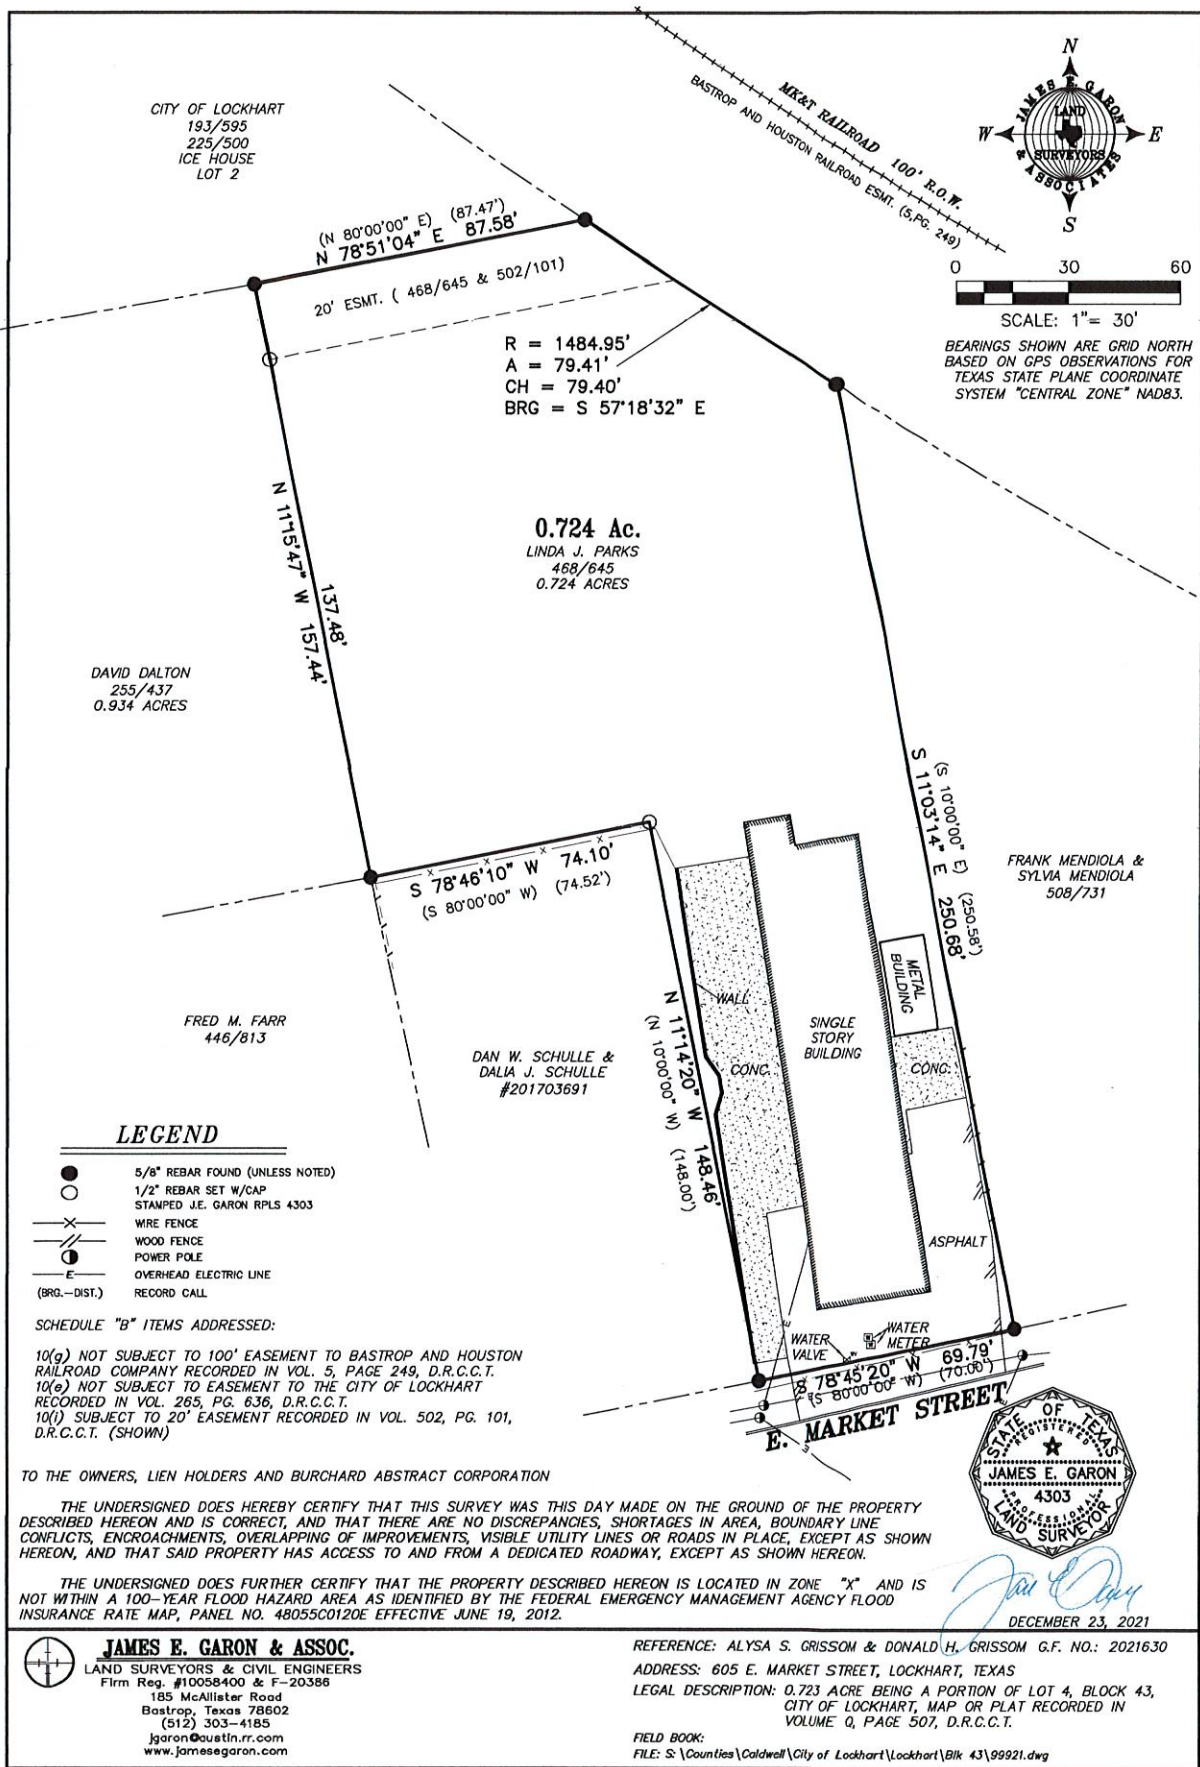 CITY OF LOCKHART
193/595
225/500
ICE HOUSE
LOT 2
MK&T RAILROAD 100' R.O.W.
BASTROP AND HOUSTON RAILROAD ESMT. (5,PG. 249)
N
W
E
S
JAMES E. GARON
LAND
SURVEYORS
& ASSOCIATES
0 30 60
SCALE: 1"= 30'
BEARINGS SHOWN ARE GRID NORTH
BASED ON GPS OBSERVATIONS FOR
TEXAS STATE PLANE COORDINATE
SYSTEM "CENTRAL ZONE" NAD83.
(N 80°00'00" E) (87.47')
N 78°51'04" E 87.58'
20' ESMT. ( 468/645 & 502/101)
R = 1484.95'
A = 79.41'
CH = 79.40'
BRG = S 57°18'32" E
N 11°15'47" W 157.44'
137.48'
0.724 Ac.
LINDA J. PARKS
468/645
0.724 ACRES
DAVID DALTON
255/437
0.934 ACRES
(S 10°00'00" E) (250.58')
S 11°03'14" E 250.68'
FRANK MENDIOLA &
SYLVIA MENDIOLA
508/731
S 78°46'10" W 74.10'
(S 80°00'00" W) (74.52')
METAL
BUILDING
WALL
SINGLE
STORY
BUILDING
CONC.
CONC.
N 11°14'20" W 148.46'
(N 10°00'00" W) (148.00')
FRED M. FARR
446/813
DAN W. SCHULLE &
DALIA J. SCHULLE
#201703691
ASPHALT
WATER
VALVE
WATER
METER
S 78°45'20" W 69.79'
(S 80°00'00" W) (70.00')
E. MARKET STREET
LEGEND
5/8" REBAR FOUND (UNLESS NOTED)
1/2" REBAR SET W/CAP
STAMPED J.E. GARON RPLS 4303
WIRE FENCE
WOOD FENCE
POWER POLE
E OVERHEAD ELECTRIC LINE
(BRG.-DIST.) RECORD CALL
SCHEDULE "B" ITEMS ADDRESSED:
10(g) NOT SUBJECT TO 100' EASEMENT TO BASTROP AND HOUSTON
RAILROAD COMPANY RECORDED IN VOL. 5, PAGE 249, D.R.C.C.T.
10(e) NOT SUBJECT TO EASEMENT TO THE CITY OF LOCKHART
RECORDED IN VOL. 265, PG. 636, D.R.C.C.T.
10(i) SUBJECT TO 20' EASEMENT RECORDED IN VOL. 502, PG. 101,
D.R.C.C.T. (SHOWN)
STATE OF TEXAS
REGISTERED
JAMES E. GARON
4303
PROFESSIONAL
LAND SURVEYOR
TO THE OWNERS, LIEN HOLDERS AND BURCHARD ABSTRACT CORPORATION
THE UNDERSIGNED DOES HEREBY CERTIFY THAT THIS SURVEY WAS THIS DAY MADE ON THE GROUND OF THE PROPERTY
DESCRIBED HEREON AND IS CORRECT, AND THAT THERE ARE NO DISCREPANCIES, SHORTAGES IN AREA, BOUNDARY LINE
CONFLICTS, ENCROACHMENTS, OVERLAPPING OF IMPROVEMENTS, VISIBLE UTILITY LINES OR ROADS IN PLACE, EXCEPT AS SHOWN
HEREON, AND THAT SAID PROPERTY HAS ACCESS TO AND FROM A DEDICATED ROADWAY, EXCEPT AS SHOWN HEREON.
THE UNDERSIGNED DOES FURTHER CERTIFY THAT THE PROPERTY DESCRIBED HEREON IS LOCATED IN ZONE "X" AND IS
NOT WITHIN A 100-YEAR FLOOD HAZARD AREA AS IDENTIFIED BY THE FEDERAL EMERGENCY MANAGEMENT AGENCY FLOOD
INSURANCE RATE MAP, PANEL NO. 48055C0120E EFFECTIVE JUNE 19, 2012.
DECEMBER 23, 2021
JAMES E. GARON & ASSOC.
LAND SURVEYORS & CIVIL ENGINEERS
Firm Reg. #10058400 & F-20386
185 McAllister Road
Bastrop, Texas 78602
(512) 303-4185
jgaron@austin.rr.com
www.jamesegaron.com
REFERENCE: ALYSA S. GRISSOM & DONALD H. GRISSOM G.F. NO.: 2021630
ADDRESS: 605 E. MARKET STREET, LOCKHART, TEXAS
LEGAL DESCRIPTION: 0.723 ACRE BEING A PORTION OF LOT 4, BLOCK 43,
CITY OF LOCKHART, MAP OR PLAT RECORDED IN
VOLUME Q, PAGE 507, D.R.C.C.T.
FIELD BOOK:
FILE: S:\Counties\Caldwell\City of Lockhart\Lockhart\Blk 43\99921.dwg